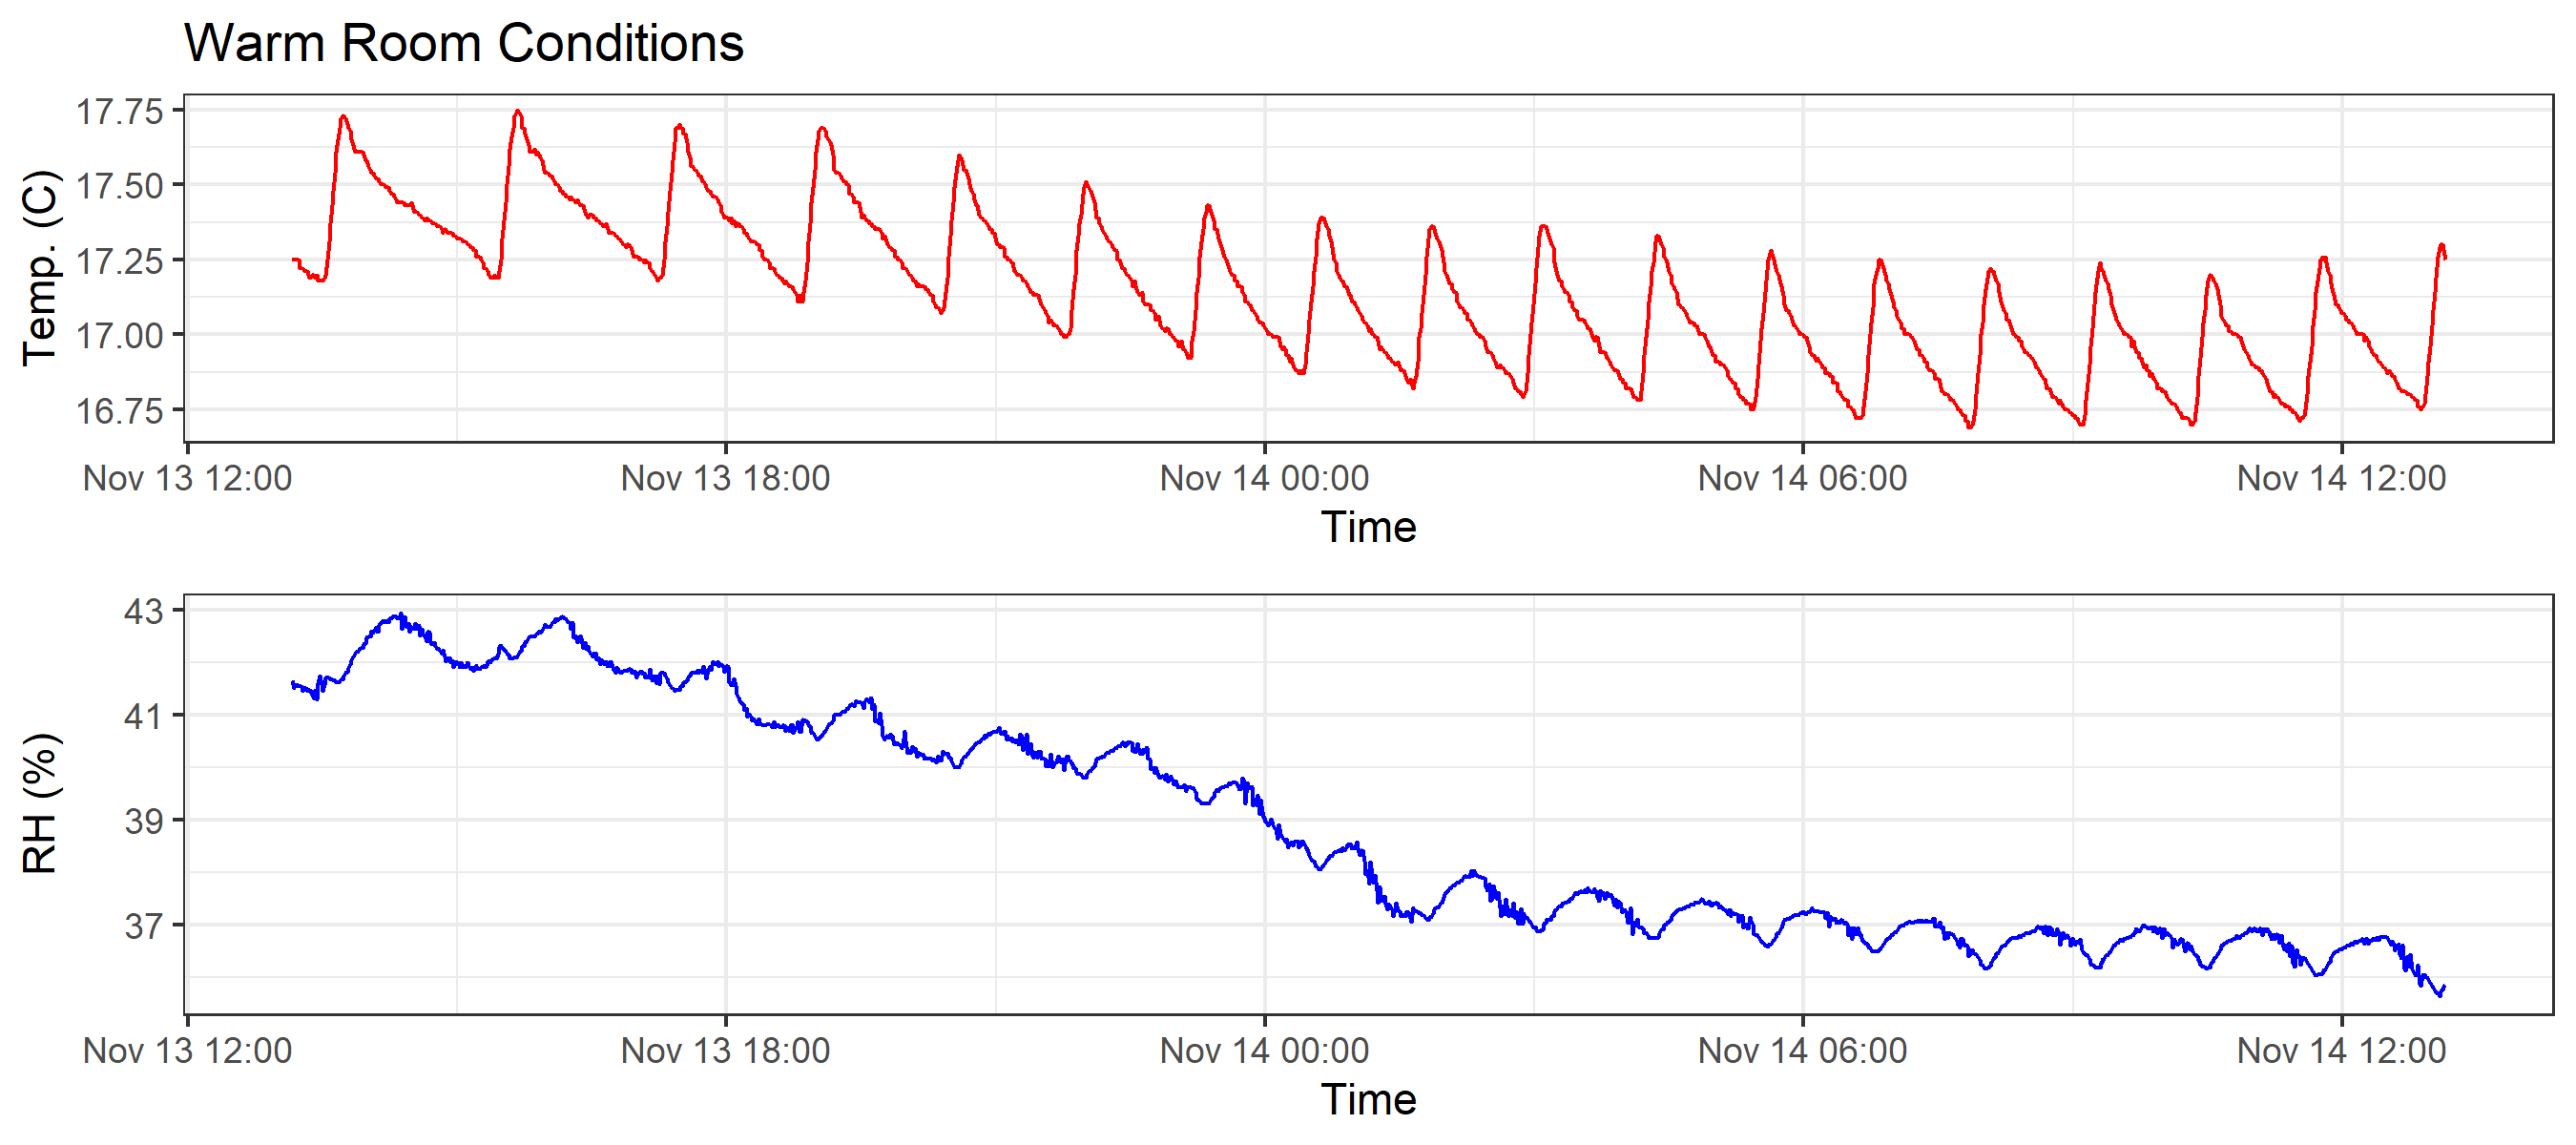 Warm Room Conditions
Temp. (C)
17.75
17.50
17.25
17.00
16.75
Nov 13 12:00 Nov 13 18:00 Nov 14 00:00 Nov 14 06:00 Nov 14 12:00
Time
RH (%)
43
41
39
37
Nov 13 12:00 Nov 13 18:00 Nov 14 00:00 Nov 14 06:00 Nov 14 12:00
Time